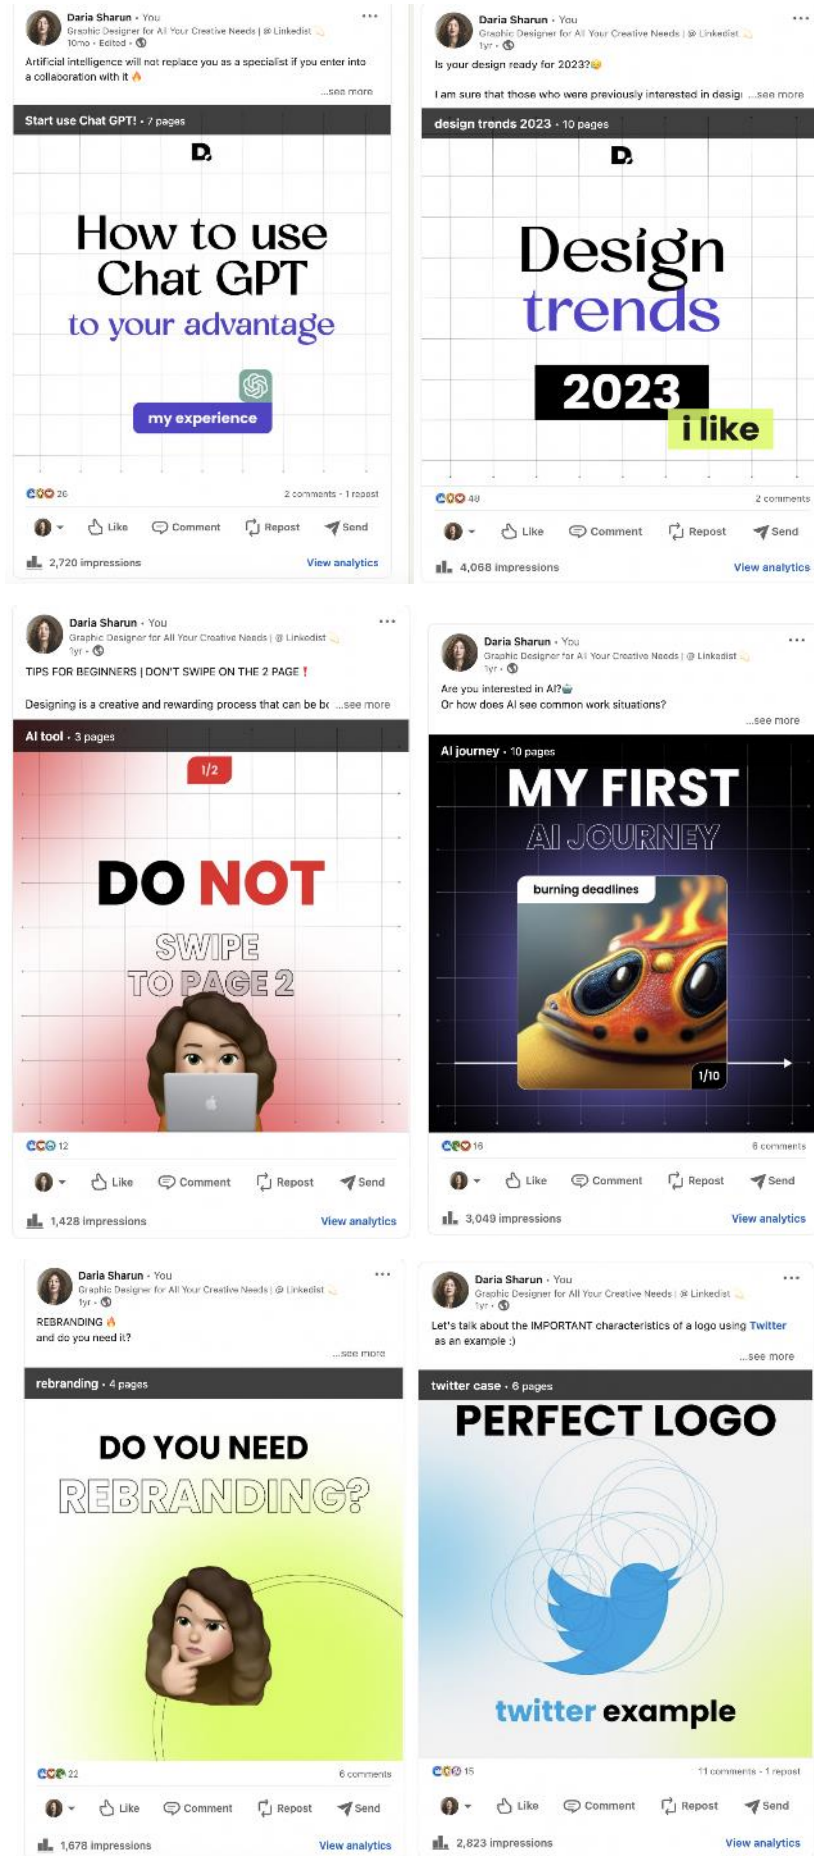 Daria Sharun • You
Graphic Designer for All Your Creative Needs | @ Linkedist
10mo • Edited •
Artificial intelligence will not replace you as a specialist if you enter into
a collaboration with it 🔥
...see more
Start use Chat GPT! • 7 pages
D.
How to use
Chat GPT
to your advantage
my experience
26
2 comments • 1 repost
Like
Comment
Repost
Send
2,720 impressions
View analytics
Daria Sharun • You
Graphic Designer for All Your Creative Needs | @ Linkedist
1yr •
Is your design ready for 2023?😅
I am sure that those who were previously interested in desig ...see more
design trends 2023 • 10 pages
D.
Design
trends
2023
i like
48
2 comments
Like
Comment
Repost
Send
4,068 impressions
View analytics
Daria Sharun • You
Graphic Designer for All Your Creative Needs | @ Linkedist
1yr •
TIPS FOR BEGINNERS | DON'T SWIPE ON THE 2 PAGE ❗
Designing is a creative and rewarding process that can be bc ...see more
AI tool • 3 pages
1/2
DO NOT
SWIPE
TO PAGE 2
12
Like
Comment
Repost
Send
1,428 impressions
View analytics
Daria Sharun • You
Graphic Designer for All Your Creative Needs | @ Linkedist
1yr •
Are you interested in AI?🤖
Or how does AI see common work situations?
...see more
AI journey • 10 pages
MY FIRST
AI JOURNEY
burning deadlines
1/10
16
6 comments
Like
Comment
Repost
Send
3,049 impressions
View analytics
Daria Sharun • You
Graphic Designer for All Your Creative Needs | @ Linkedist
1yr •
REBRANDING 🔥
and do you need it?
...see more
rebranding • 4 pages
DO YOU NEED
REBRANDING?
22
6 comments
Like
Comment
Repost
Send
1,678 impressions
View analytics
Daria Sharun • You
Graphic Designer for All Your Creative Needs | @ Linkedist
1yr •
Let's talk about the IMPORTANT characteristics of a logo using Twitter
as an example :)
...see more
twitter case • 6 pages
PERFECT LOGO
twitter example
15
11 comments • 1 repost
Like
Comment
Repost
Send
2,823 impressions
View analytics